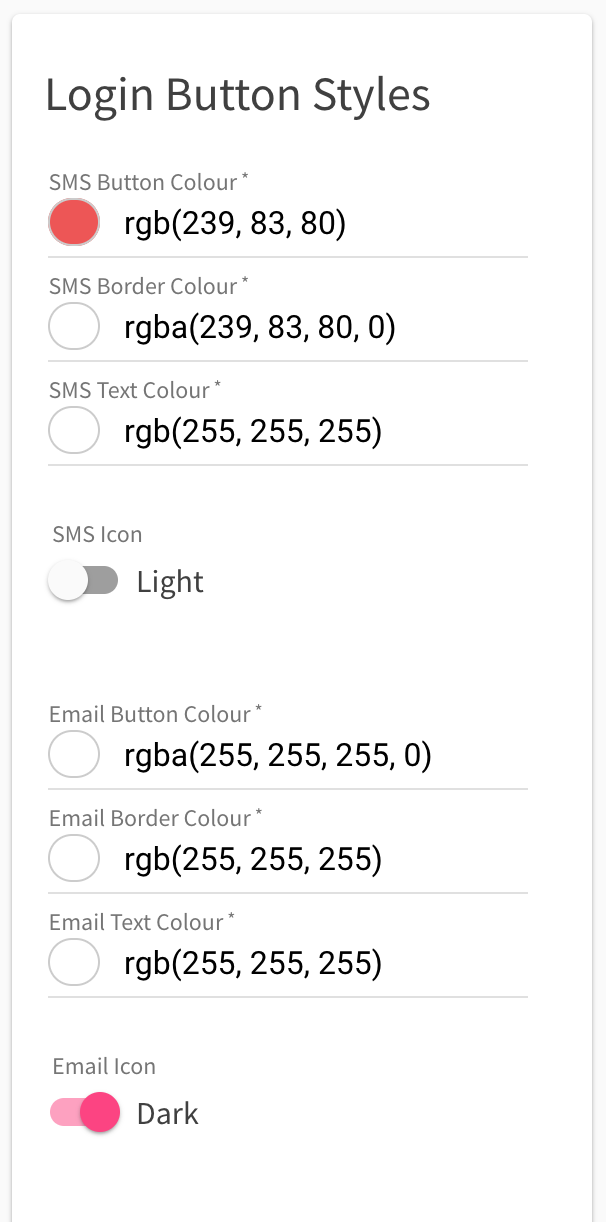 Login Button Styles
SMS Button Colour *
rgb(239, 83, 80)
SMS Border Colour *
rgba(239, 83, 80, 0)
SMS Text Colour *
rgb(255, 255, 255)
SMS Icon
Light
Email Button Colour *
rgba(255, 255, 255, 0)
Email Border Colour *
rgb(255, 255, 255)
Email Text Colour *
rgb(255, 255, 255)
Email Icon
Dark